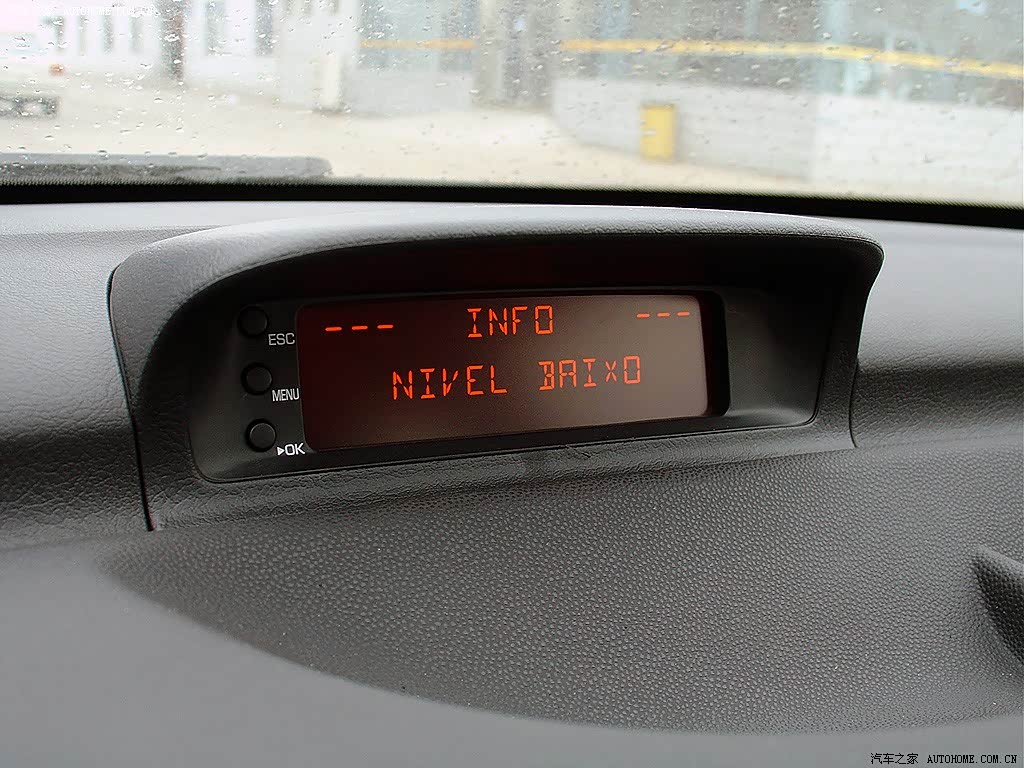 --- INFO ---
NIVEL BAIXO
ESC
MENU
▸OK
汽车之家 AUTOHOME.COM.CN